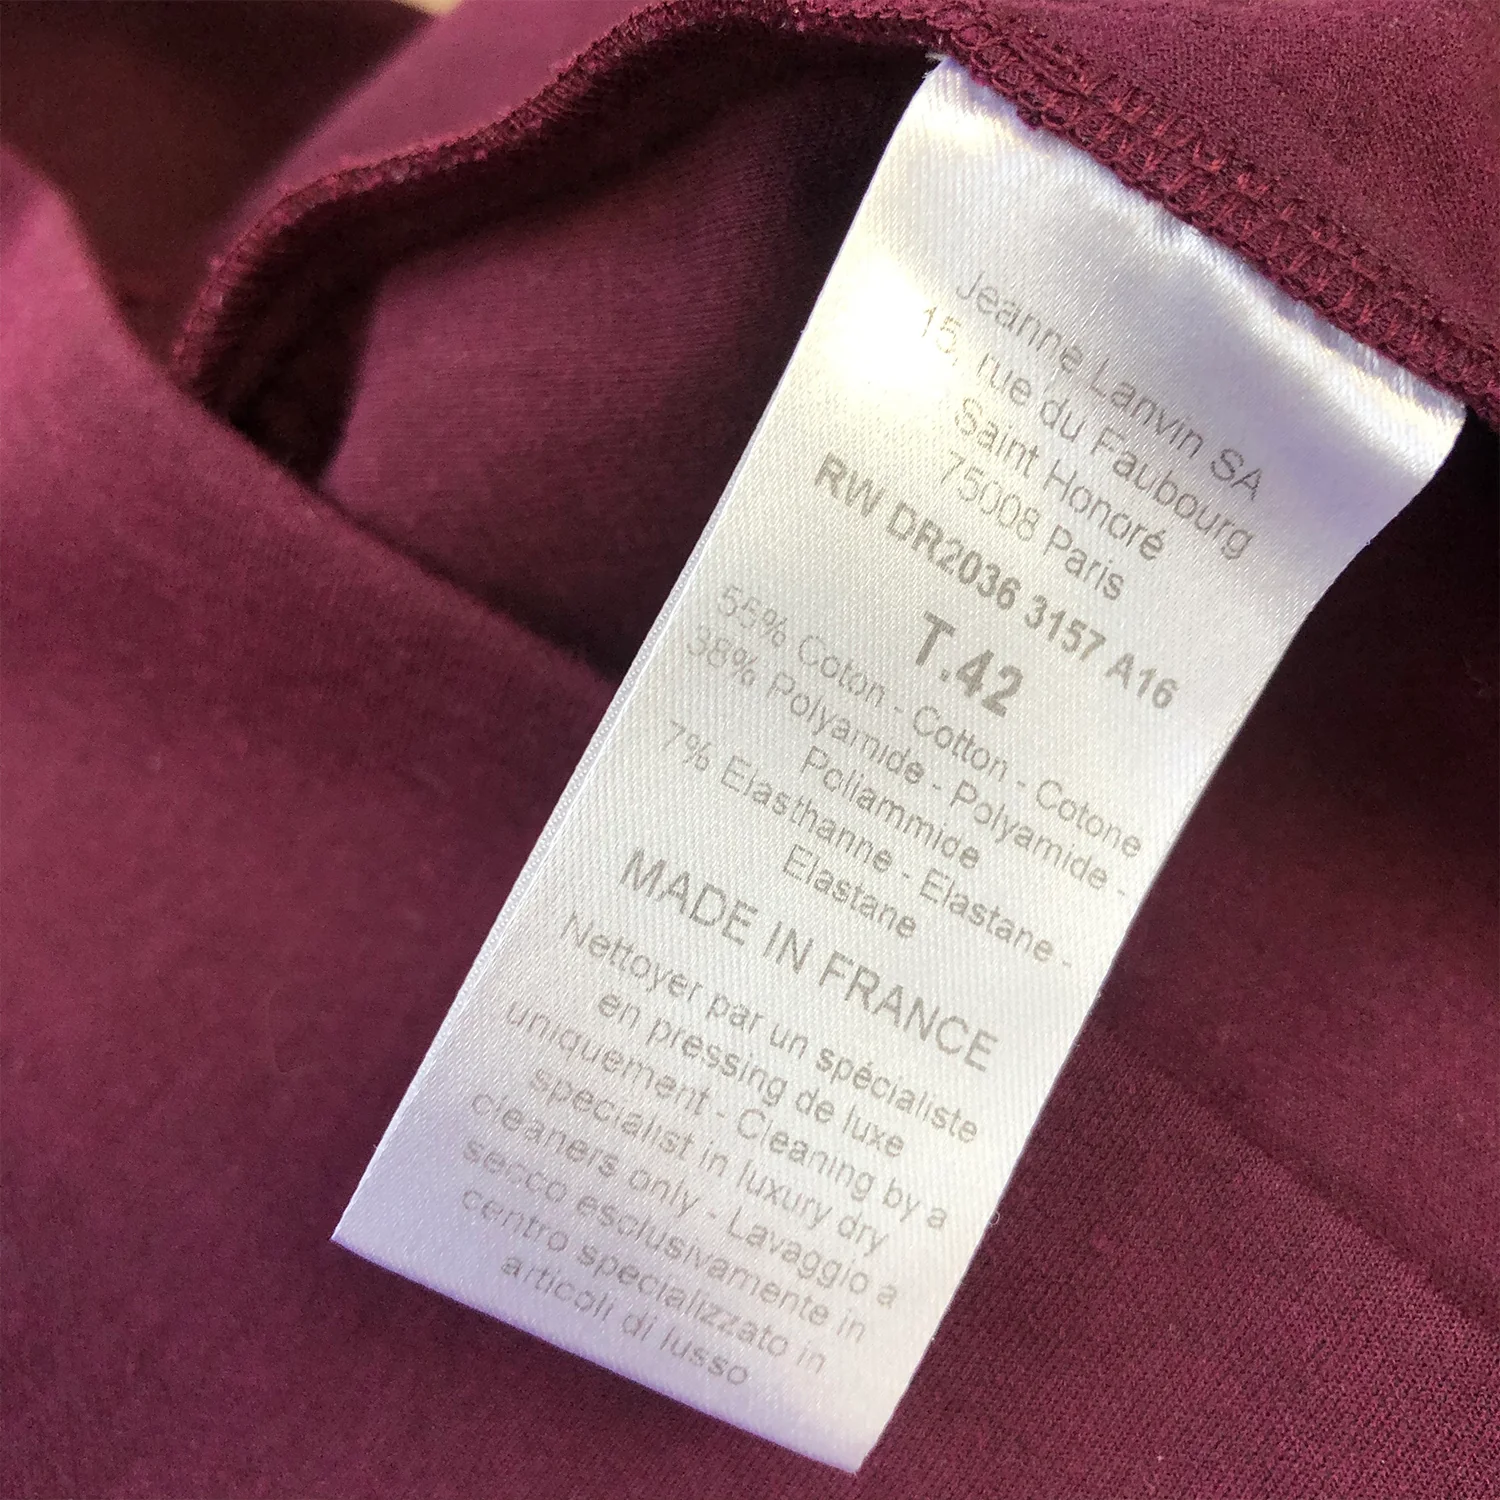 Jeanne Lanvin SA
15, rue du Faubourg
Saint Honoré
75008 Paris
RW DR2036 3157 A16
T.42
55% Coton - Cotton - Cotone
38% Polyamide - Polyamide -
Poliammide
7% Elasthanne - Elastane -
Elastane
MADE IN FRANCE
Nettoyer par un spécialiste
en pressing de luxe
uniquement - Cleaning by a
specialist in luxury dry
cleaners only - Lavaggio a
secco esclusivamente in
centro specializzato in
articoli di lusso